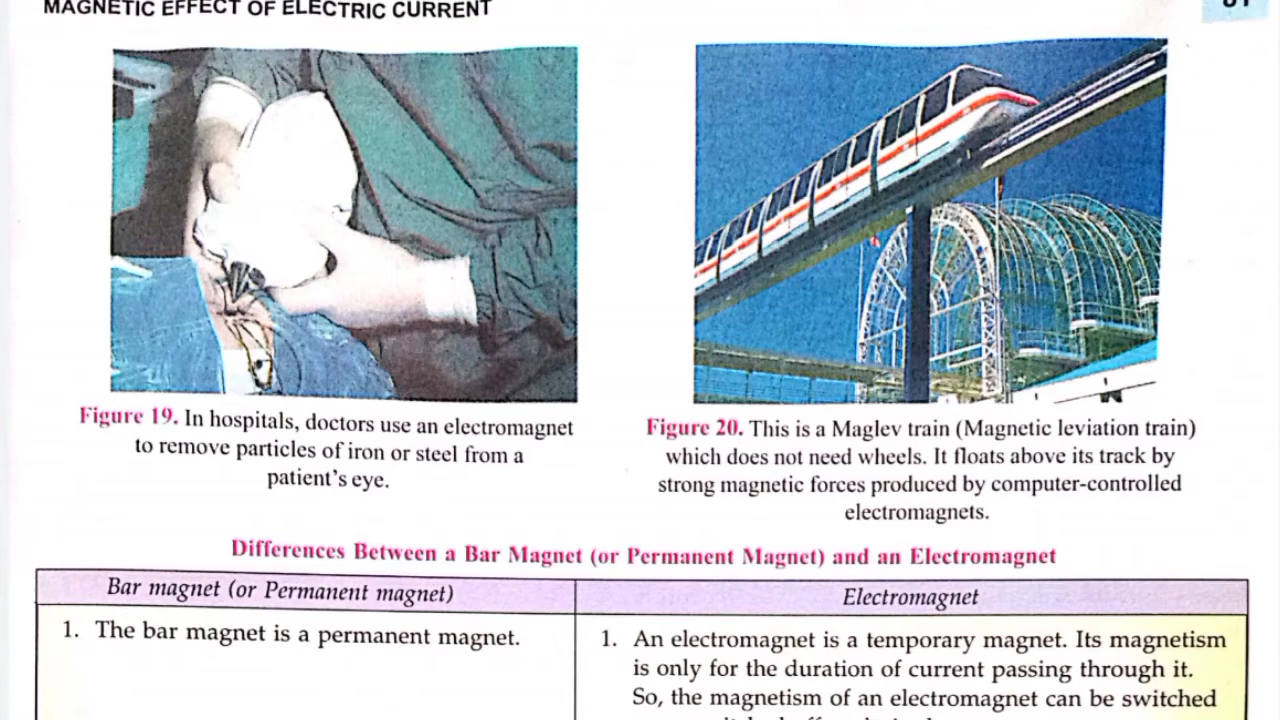 MAGNETIC EFFECT OF ELECTRIC CURRENT
Figure 19. In hospitals, doctors use an electromagnet
to remove particles of iron or steel from a
patient's eye.
Figure 20. This is a Maglev train (Magnetic leviation train)
which does not need wheels. It floats above its track by
strong magnetic forces produced by computer-controlled
electromagnets.
Differences Between a Bar Magnet (or Permanent Magnet) and an Electromagnet
Bar magnet (or Permanent magnet)
Electromagnet
1. The bar magnet is a permanent magnet.
1. An electromagnet is a temporary magnet. Its magnetism
is only for the duration of current passing through it.
So, the magnetism of an electromagnet can be switched